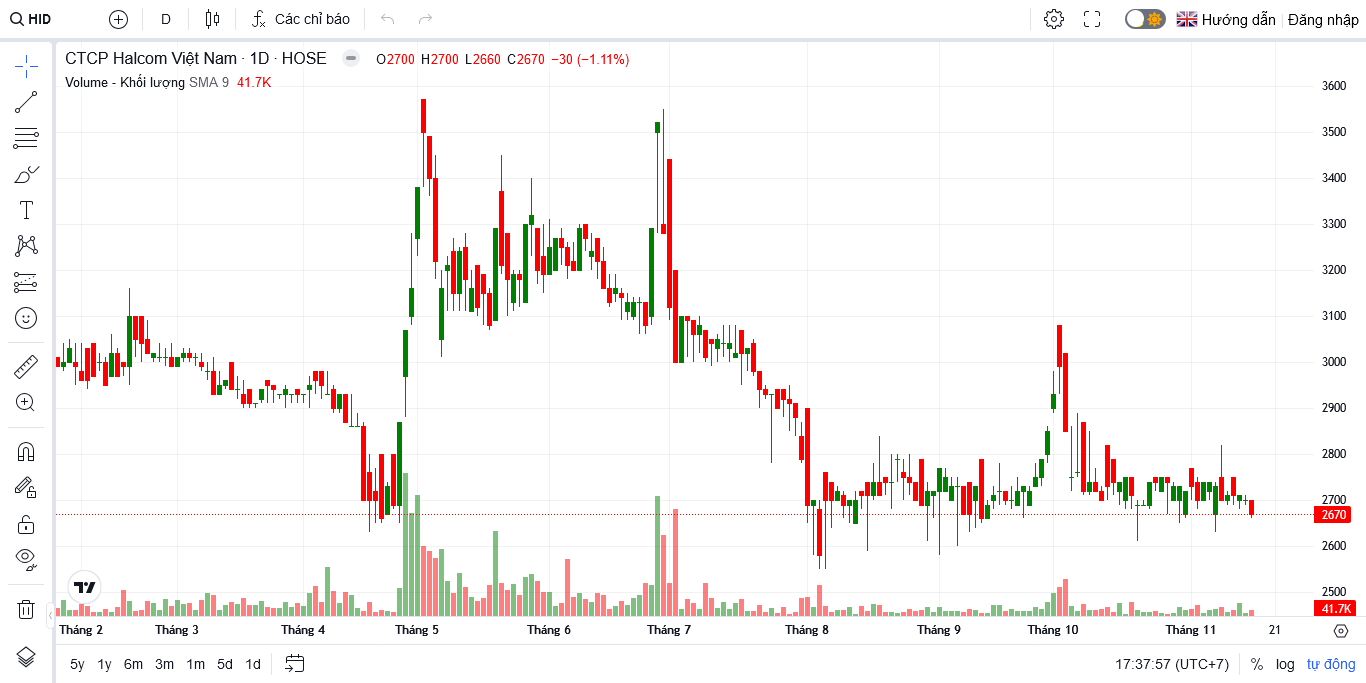 HID D Các chỉ báo Hướng dẫn Đăng nhập
CTCP Halcom Việt Nam · 1D · HOSE O2700 H2700 L2660 C2670 −30 (−1.11%)
Volume - Khối lượng SMA 9 41.7K
3600
3500
3400
3300
3200
3100
3000
2900
2800
2700
2670
2600
2500
41.7K
Tháng 2 Tháng 3 Tháng 4 Tháng 5 Tháng 6 Tháng 7 Tháng 8 Tháng 9 Tháng 10 Tháng 11 21
5y 1y 6m 3m 1m 5d 1d 17:37:57 (UTC+7) % log tự động